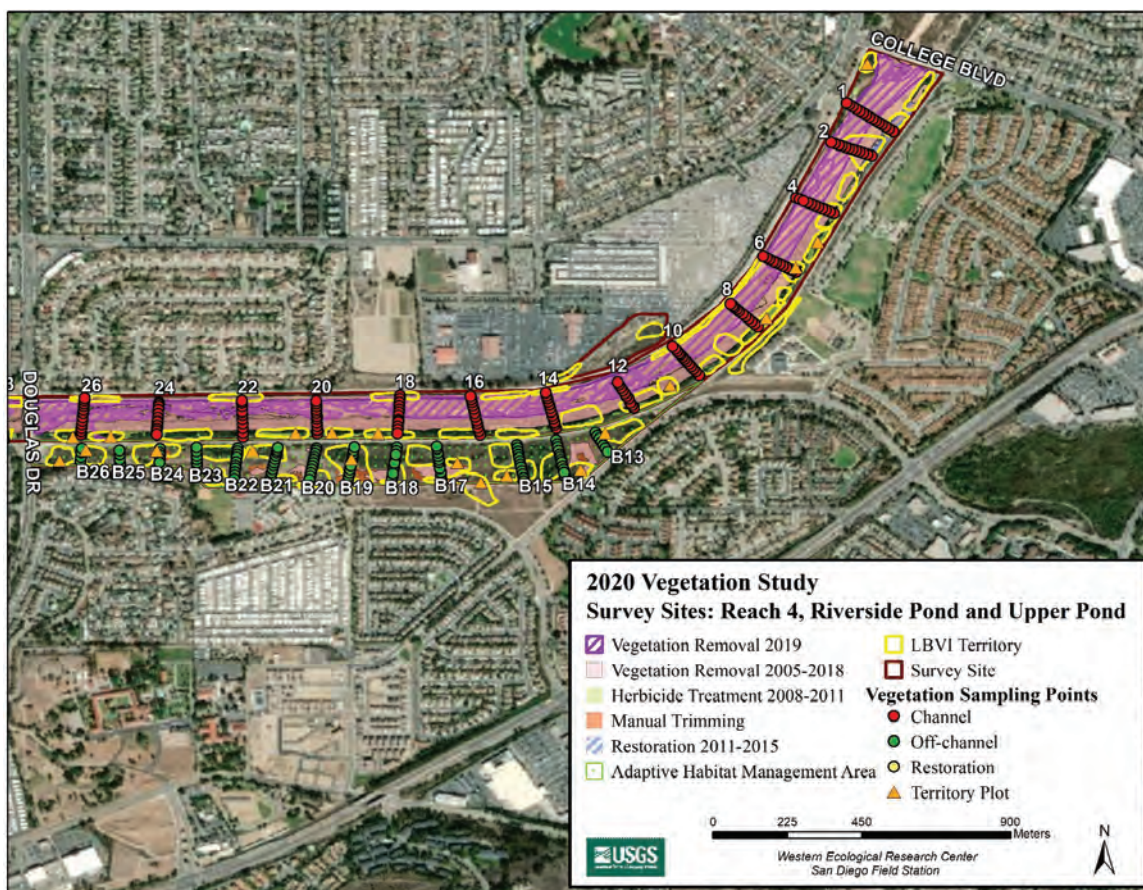 COLLEGE BLVD
1
2
4
6
8
10
12
14
16
18
20
22
24
26
DOUGLAS DR
B26
B25
B24
B23
B22
B21
B20
B19
B18
B17
B15
B14
B13
2020 Vegetation Study
Survey Sites: Reach 4, Riverside Pond and Upper Pond
Vegetation Removal 2019
Vegetation Removal 2005-2018
Herbicide Treatment 2008-2011
Manual Trimming
Restoration 2011-2015
Adaptive Habitat Management Area
LBVI Territory
Survey Site
Vegetation Sampling Points
Channel
Off-channel
Restoration
Territory Plot
0 225 450 900
Meters
N
USGS
Western Ecological Research Center
San Diego Field Station